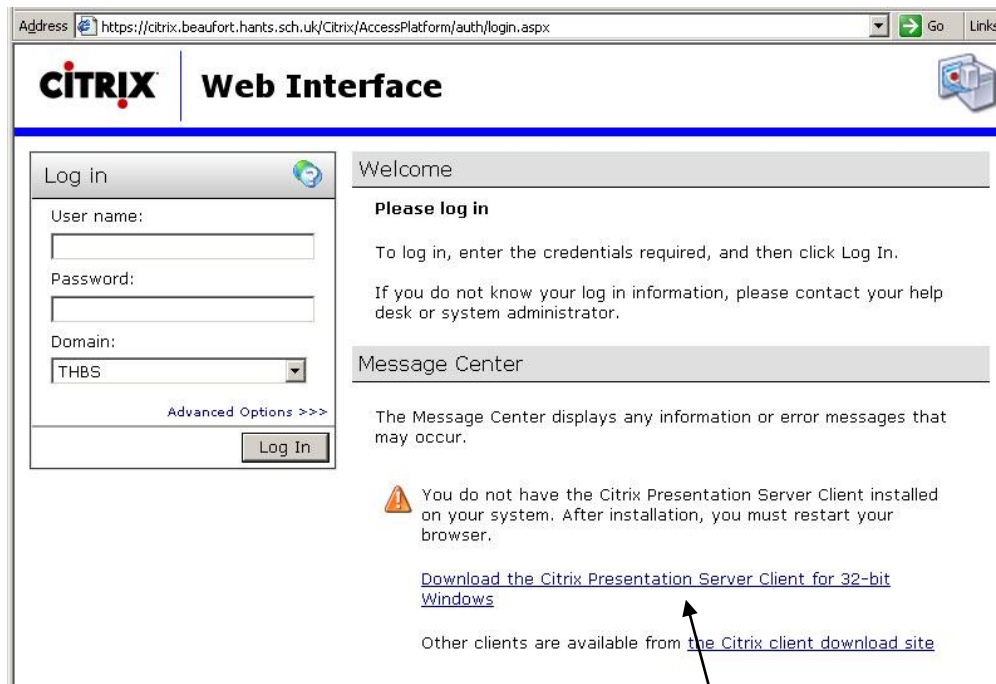 Address https://citrix.beaufort.hants.sch.uk/Citrix/AccessPlatform/auth/login.aspx Go Links
CITRIX Web Interface
Log in
User name:
Password:
Domain:
THBS
Advanced Options >>>
Log In
Welcome
Please log in
To log in, enter the credentials required, and then click Log In.
If you do not know your log in information, please contact your help
desk or system administrator.
Message Center
The Message Center displays any information or error messages that
may occur.
You do not have the Citrix Presentation Server Client installed
on your system. After installation, you must restart your
browser.
Download the Citrix Presentation Server Client for 32-bit
Windows
Other clients are available from the Citrix client download site